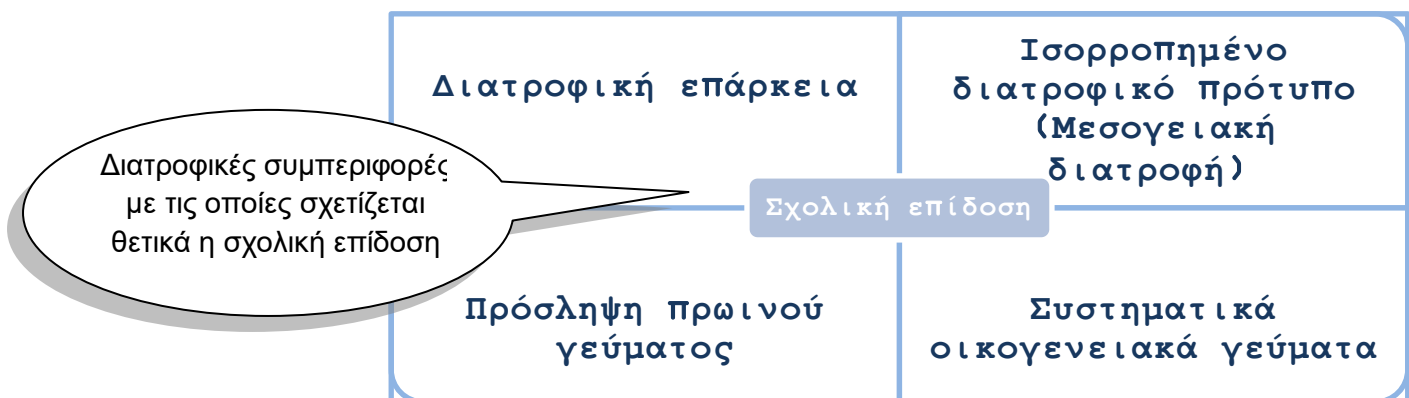 Διατροφική επάρκεια
Ισορροπημένο
διατροφικό πρότυπο
(Μεσογειακή
διατροφή)
Διατροφικές συμπεριφορές
με τις οποίες σχετίζεται
θετικά η σχολική επίδοση
Σχολική επίδοση
Πρόσληψη πρωινού
γεύματος
Συστηματικά
οικογενειακά γεύματα